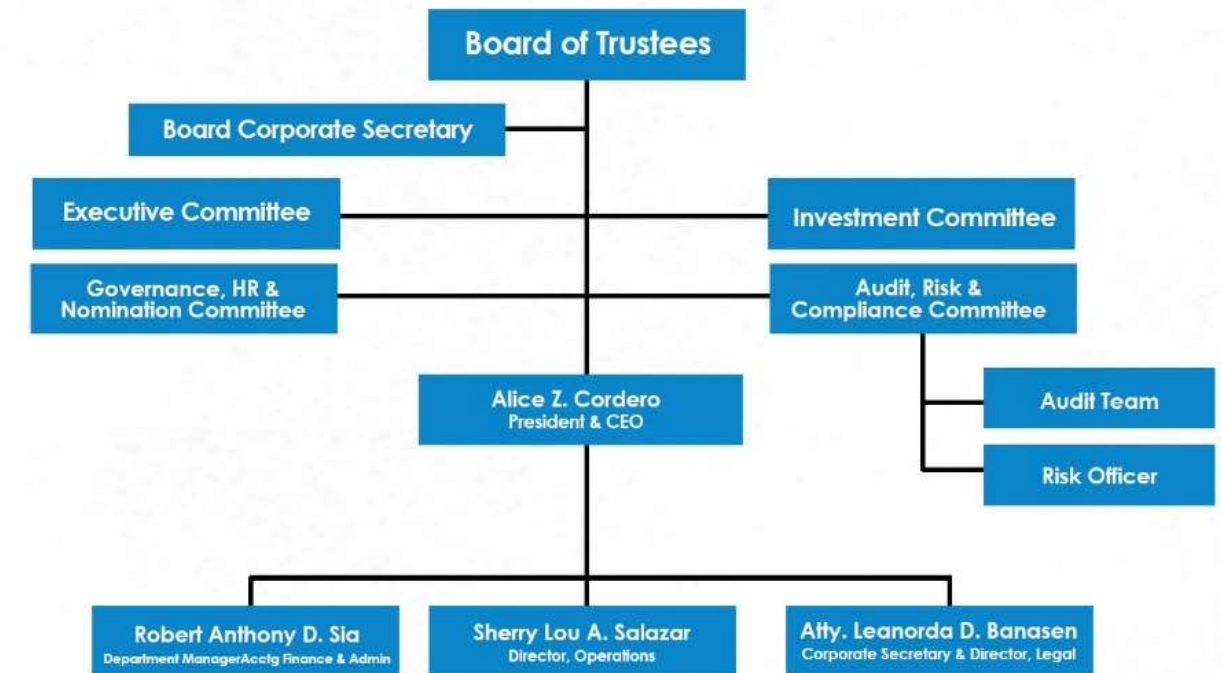 Board of Trustees
Board Corporate Secretary
Executive Committee
Investment Committee
Governance, HR &
Nomination Committee
Audit, Risk &
Compliance Committee
Alice Z. Cordero
President & CEO
Audit Team
Risk Officer
Robert Anthony D. Sia
Department ManagerAcctg Finance & Admin
Sherry Lou A. Salazar
Director, Operations
Atty. Leanorda D. Banasen
Corporate Secretary & Director, Legal